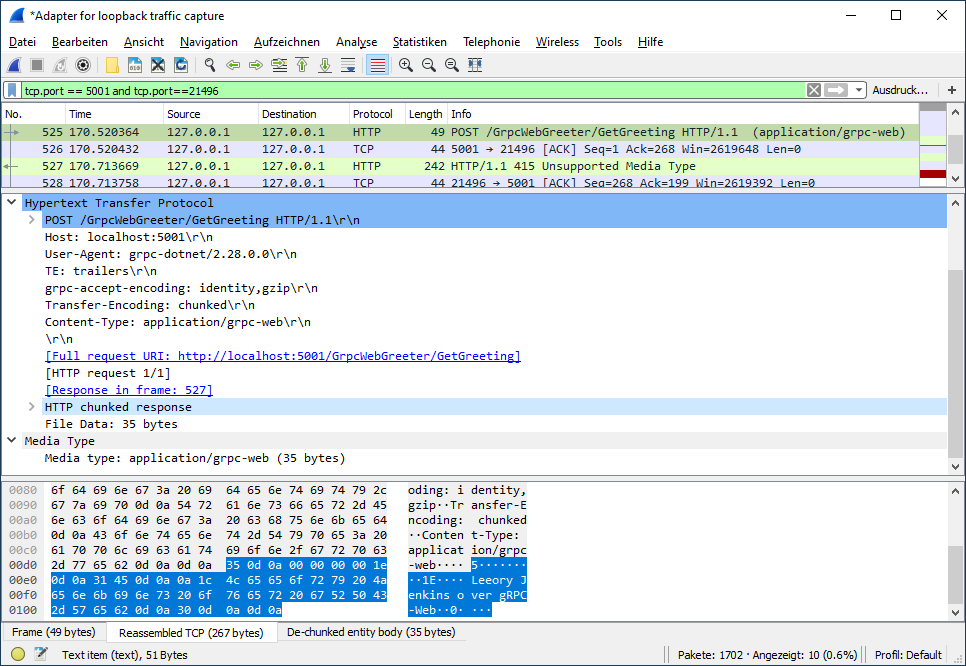 *Adapter for loopback traffic capture
Datei Bearbeiten Ansicht Navigation Aufzeichnen Analyse Statistiken Telephonie Wireless Tools Hilfe
tcp.port == 5001 and tcp.port==21496 Ausdruck… +
No. Time Source Destination Protocol Length Info
525 170.520364 127.0.0.1 127.0.0.1 HTTP 49 POST /GrpcWebGreeter/GetGreeting HTTP/1.1 (application/grpc-web)
526 170.520432 127.0.0.1 127.0.0.1 TCP 44 5001 → 21496 [ACK] Seq=1 Ack=268 Win=2619648 Len=0
527 170.713669 127.0.0.1 127.0.0.1 HTTP 242 HTTP/1.1 415 Unsupported Media Type
528 170.713758 127.0.0.1 127.0.0.1 TCP 44 21496 → 5001 [ACK] Seq=268 Ack=199 Win=2619392 Len=0
Hypertext Transfer Protocol
POST /GrpcWebGreeter/GetGreeting HTTP/1.1\r\n
Host: localhost:5001\r\n
User-Agent: grpc-dotnet/2.28.0.0\r\n
TE: trailers\r\n
grpc-accept-encoding: identity,gzip\r\n
Transfer-Encoding: chunked\r\n
Content-Type: application/grpc-web\r\n
\r\n
[Full request URI: http://localhost:5001/GrpcWebGreeter/GetGreeting]
[HTTP request 1/1]
[Response in frame: 527]
HTTP chunked response
File Data: 35 bytes
Media Type
Media type: application/grpc-web (35 bytes)
0080 6f 64 69 6e 67 3a 20 69 64 65 6e 74 69 74 79 2c oding: i dentity,
0090 67 7a 69 70 0d 0a 54 72 61 6e 73 66 65 72 2d 45 gzip··Tr ansfer-E
00a0 6e 63 6f 64 69 6e 67 3a 20 63 68 75 6e 6b 65 64 ncoding: chunked
00b0 0d 0a 43 6f 6e 74 65 6e 74 2d 54 79 70 65 3a 20 ··Conten t-Type:
00c0 61 70 70 6c 69 63 61 74 69 6f 6e 2f 67 72 70 63 applicat ion/grpc
00d0 2d 77 65 62 0d 0a 0d 0a 35 0d 0a 00 00 00 00 1e -web···· 5·······
00e0 0d 0a 31 45 0d 0a 0a 1c 4c 65 65 6f 72 79 20 4a ··1E···· Leeory J
00f0 65 6e 6b 69 6e 73 20 6f 76 65 72 20 67 52 50 43 enkins o ver gRPC
0100 2d 57 65 62 0d 0a 30 0d 0a 0d 0a -Web··0· ···
Frame (49 bytes) Reassembled TCP (267 bytes) De-chunked entity body (35 bytes)
Text item (text), 51 Bytes Pakete: 1702 · Angezeigt: 10 (0.6%) Profil: Default